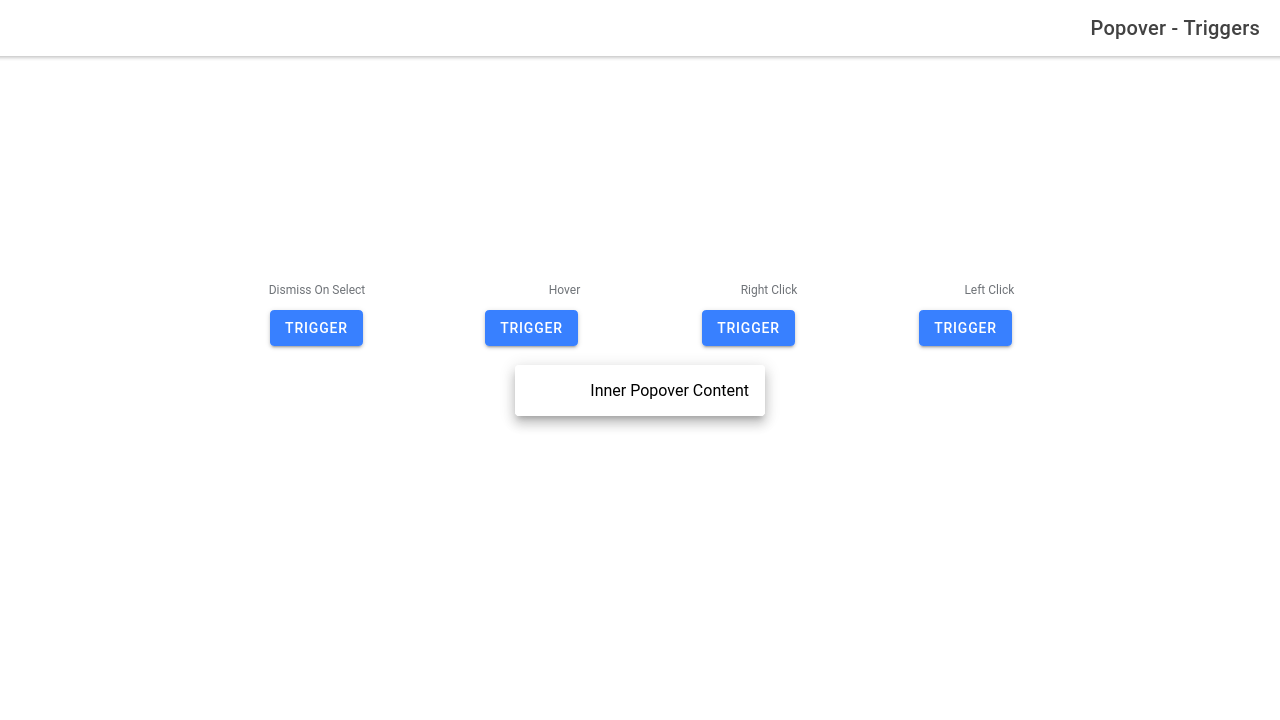 Popover - Triggers
Dismiss On Select
Hover
Right Click
Left Click
TRIGGER
TRIGGER
TRIGGER
TRIGGER
Inner Popover Content